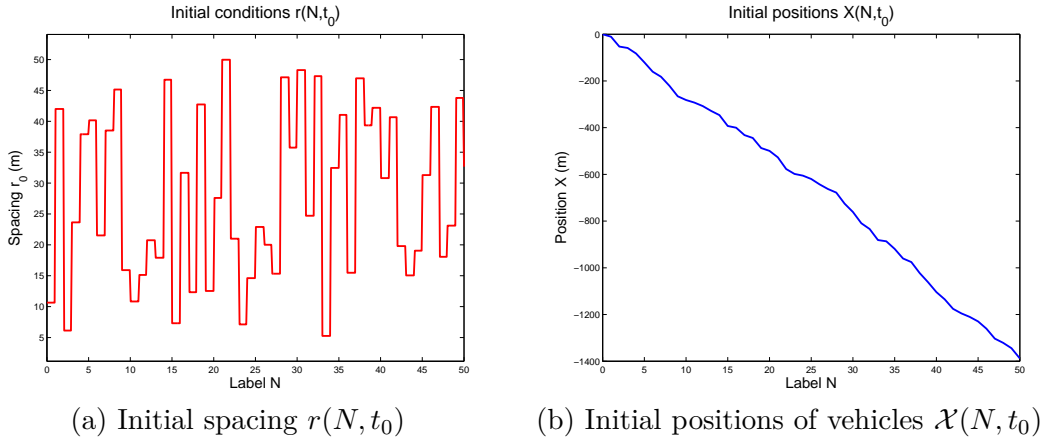 Initial conditions r(N,t₀)
50
45
40
35
30
25
20
15
10
5
Spacing r₀ (m)
0 5 10 15 20 25 30 35 40 45 50
Label N
(a) Initial spacing r(N, t₀)
Initial positions X(N,t₀)
0
−200
−400
−600
−800
−1000
−1200
−1400
Position X (m)
0 5 10 15 20 25 30 35 40 45 50
Label N
(b) Initial positions of vehicles 𝒳(N, t₀)